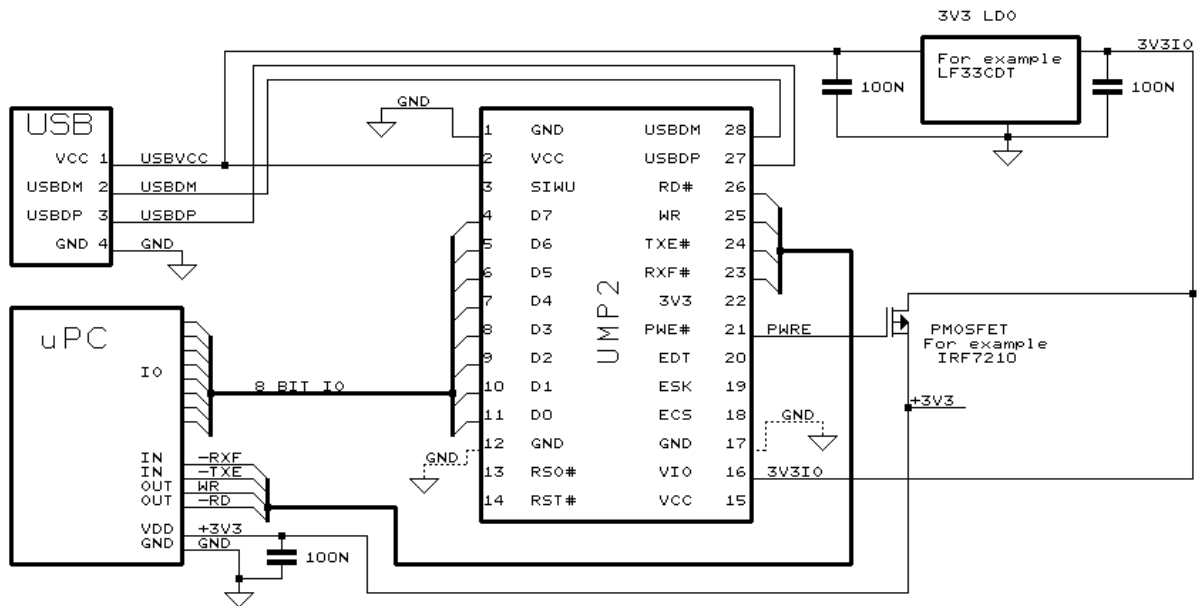 3V3 LDO
3V3IO
For example
LF33CDT
100N
100N
USB
VCC 1 USBVCC
USBDM 2 USBDM
USBDP 3 USBDP
GND 4 GND
GND
1 GND USBDM 28
2 VCC USBDP 27
3 SIWU RD# 26
4 D7 WR 25
5 D6 TXE# 24
6 D5 RXF# 23
7 D4 3V3 22
8 D3 PWE# 21
9 D2 EDT 20
10 D1 ESK 19
11 D0 ECS 18
12 GND GND 17
13 RSO# VIO 16
14 RST# VCC 15
UMP2
PWRE
PMOSFET
For example
IRF7210
+3V3
GND
GND
3V3IO
uPC
IO
8 BIT IO
IN -RXF
IN -TXE
OUT WR
OUT -RD
VDD +3V3
GND GND
100N